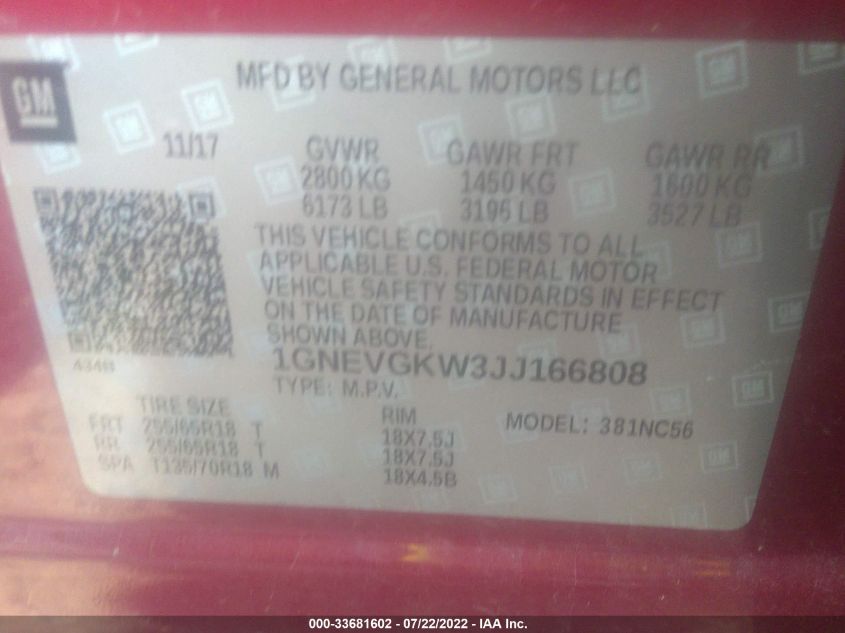 GM
MFD BY GENERAL MOTORS LLC
11/17 GVWR GAWR FRT GAWR RR
2800 KG 1450 KG 1600 KG
6173 LB 3195 LB 3527 LB
THIS VEHICLE CONFORMS TO ALL
APPLICABLE U.S. FEDERAL MOTOR
VEHICLE SAFETY STANDARDS IN EFFECT
ON THE DATE OF MANUFACTURE
SHOWN ABOVE.
1GNEVGKW3JJ166808
TYPE: M.P.V.
TIRE SIZE RIM MODEL: 381NC56
FRT 255/65R18 T 18X7.5J
RR 255/65R18 T 18X7.5J
SPA T135/70R18 M 18X4.5B
000-33681602 - 07/22/2022 - IAA Inc.